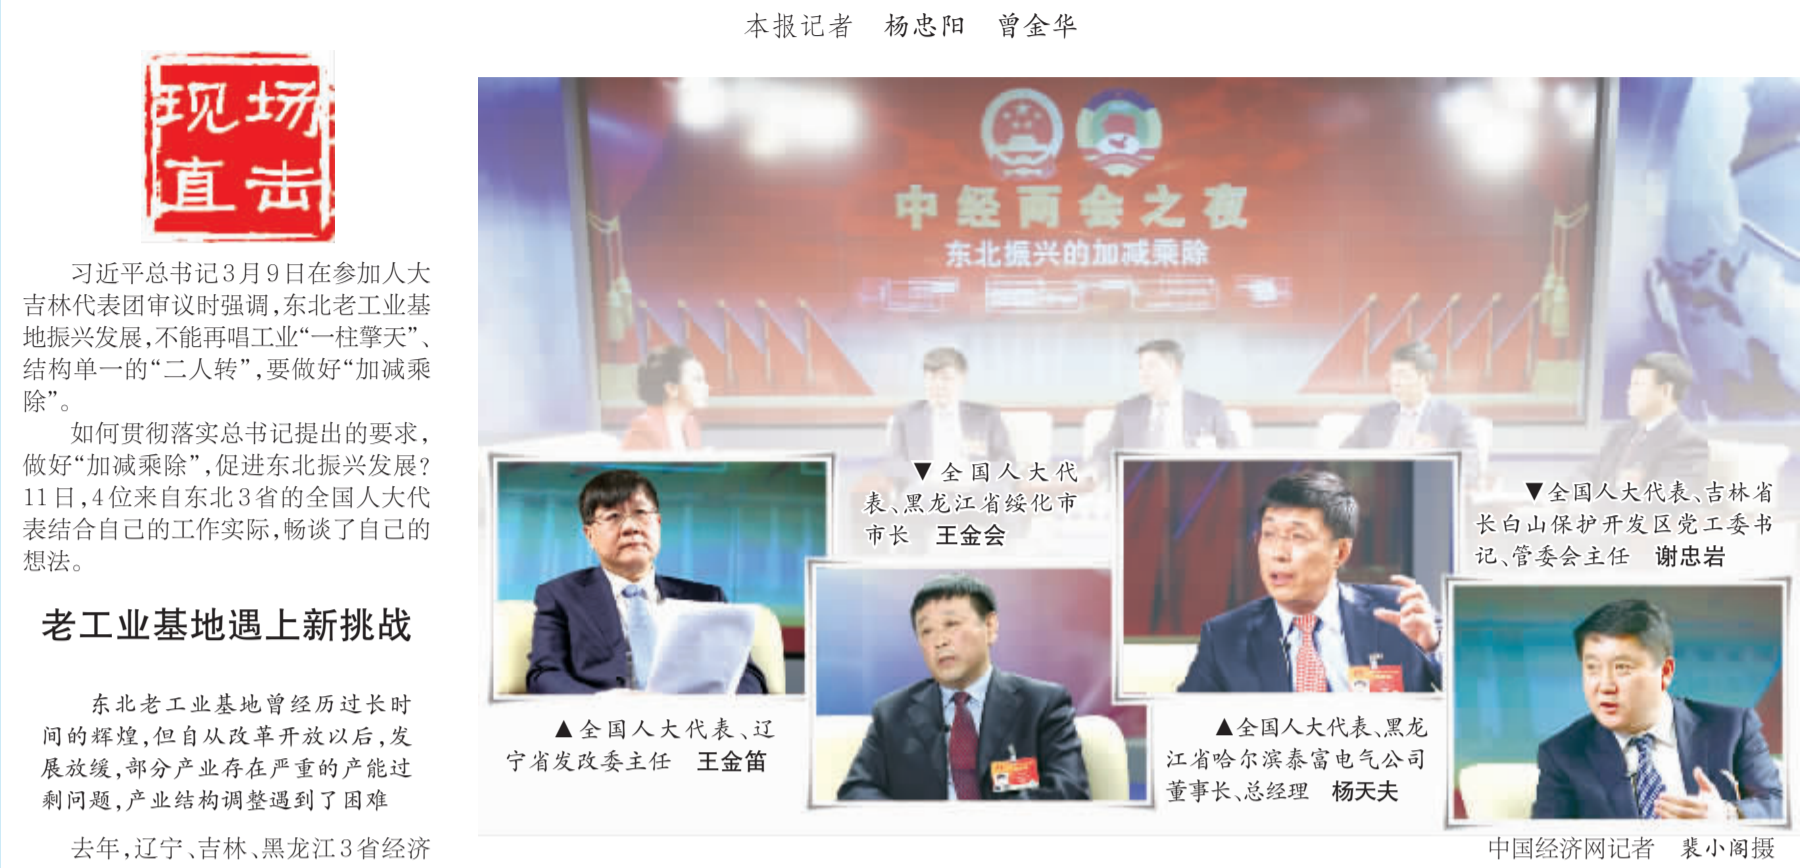 本报记者 杨忠阳 曾金华
现场
直击
习近平总书记3月9日在参加人大
吉林代表团审议时强调,东北老工业基
地振兴发展,不能再唱工业“一柱擎天”、
结构单一的“二人转”,要做好“加减乘
除”。
如何贯彻落实总书记提出的要求,
做好“加减乘除”,促进东北振兴发展?
11日,4位来自东北3省的全国人大代
表结合自己的工作实际,畅谈了自己的
想法。
老工业基地遇上新挑战
东北老工业基地曾经历过长时
间的辉煌,但自从改革开放以后,发
展放缓,部分产业存在严重的产能过
剩问题,产业结构调整遇到了困难
去年,辽宁、吉林、黑龙江3省经济
中经两会之夜
东北振兴的加减乘除
▲全国人大代表、辽
宁省发改委主任 王金笛
▼全国人大代
表、黑龙江省绥化市
市长 王金会
▲全国人大代表、黑龙
江省哈尔滨泰富电气公司
董事长、总经理 杨天夫
▼全国人大代表、吉林省
长白山保护开发区党工委书
记、管委会主任 谢忠岩
中国经济网记者 裴小阁摄